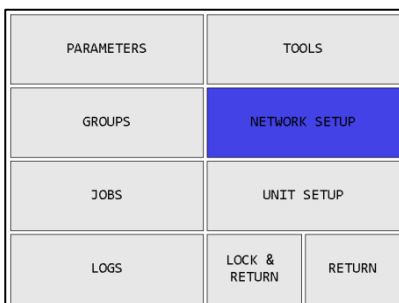 PARAMETERS
TOOLS
GROUPS
NETWORK SETUP
JOBS
UNIT SETUP
LOGS
LOCK &
RETURN
RETURN